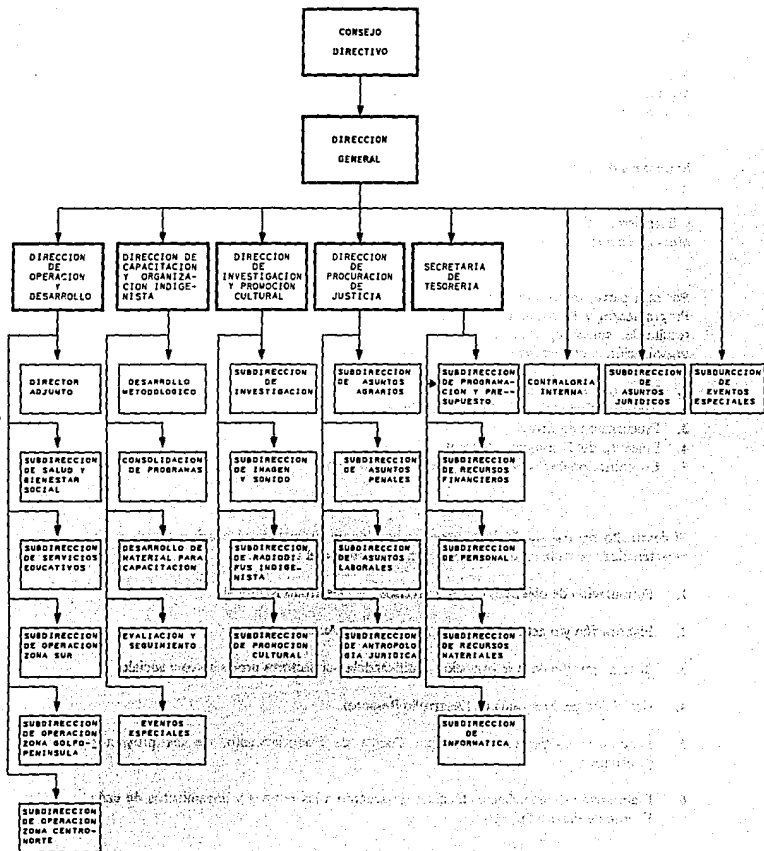 CONSEJO
DIRECTIVO
DIRECCION
GENERAL
DIRECCION
DE
OPERACION
Y
DESARROLLO
DIRECCION DE
CAPACITACION
Y ORGANIZA-
CION INDIGE-
NISTA
DIRECCION
DE
INVESTIGACION
Y PROMOCION
CULTURAL
DIRECCION
DE
PROCURACION
DE
JUSTICIA
SECRETARIA
DE
TESORERIA
DIRECTOR
ADJUNTO
DESARROLLO
METODOLOGICO
SUBDIRECCION
DE
INVESTIGACION
SUBDIRECCION
DE ASUNTOS
AGRARIOS
SUBDIRECCION
DE PROGRAMA-
CION Y PRE--
SUPUESTO.
CONTRALORIA
INTERNA
SUBDIRECCION
DE
ASUNTOS
JURIDICOS
SUBDURCCION
DE
EVENTOS
ESPECIALES
SUBDIRECCION
DE SALUD Y
BIENESTAR
SOCIAL
CONSOLIDACION
DE PROGRAMAS
SUBDIRECCION
DE IMAGEN
Y SONIDO
SUBDIRECCION
DE ASUNTOS
PENALES
SUBDIRECCION
DE RECURSOS
FINANCIEROS
SUBDIRECCION
DE SERVICIOS
EDUCATIVOS
DESARROLLO DE
MATERIAL PARA
CAPACITACION
SUBDIRECCION
DE RADIODI
FUS INDIGE-
NISTA
SUBDIRECCION
DE ASUNTOS
LABORALES
SUBDIRECCION
DE PERSONAL
SUBDIRECCION
DE OPERACION
ZONA SUR
EVALUACION Y
SEGUIMIENTO
SUBDIRECCION
DE PROMOCION
CULTURAL
SUBDIRECCION
DE ANTROPOLO
GIA JURIDICA
SUBDIRECCION
DE RECURSOS
MATERIALES
SUBDIRECCION
DE OPERACION
ZONA GOLFO-
PENINSULA
EVENTOS
ESPECIALES
SUBDIRECCION
DE
INFORMATICA
SUBDIRECCION
DE OPERACION
ZONA CENTRO-
NORTE